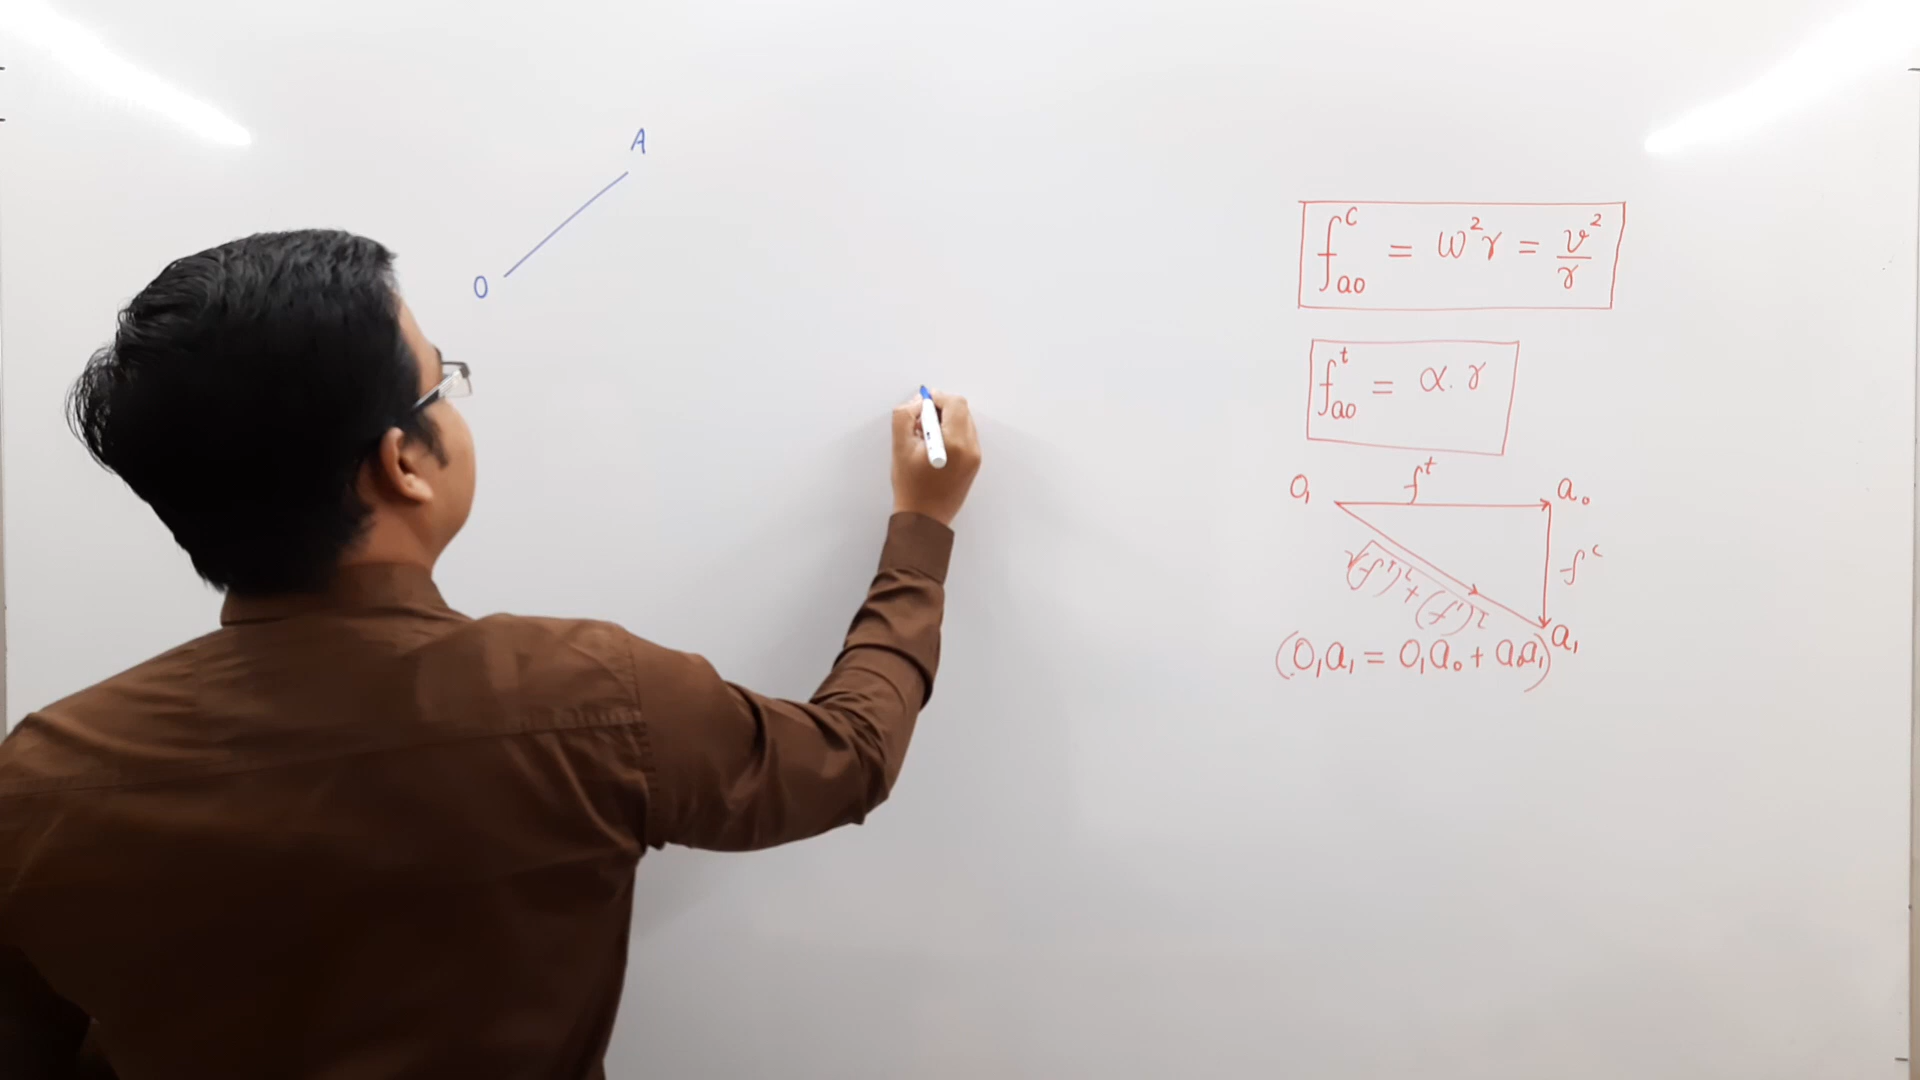 A
O
f^c_ao = ω²r = v²/r
f^t_ao = α.r
O₁ f^t a₀
f^c
√(f^t)²+(f^c)²
a₁
(O₁a₁ = O₁a₀ + a₀a₁)